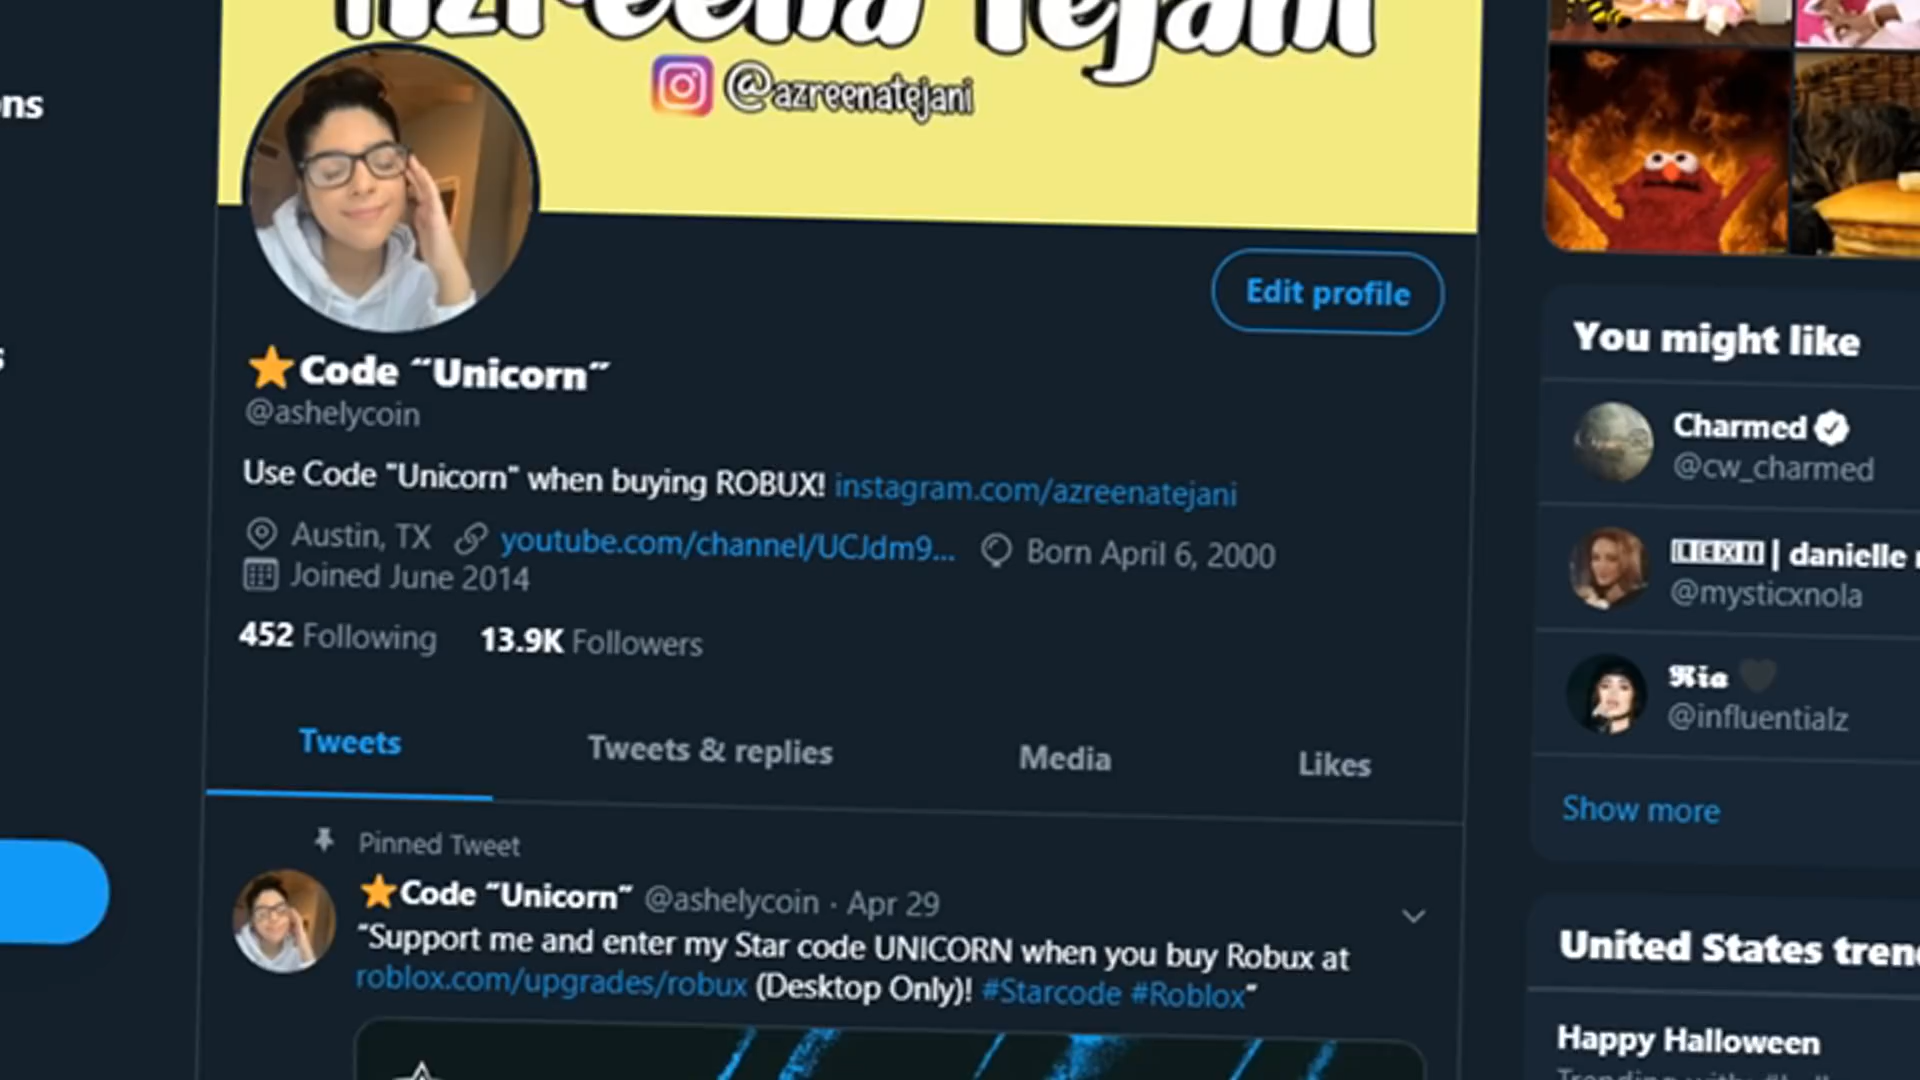 Azreena Tejani
@azreenatejani
ns
Edit profile
Code “Unicorn”
@ashelycoin
Use Code "Unicorn" when buying ROBUX! instagram.com/azreenatejani
Austin, TX youtube.com/channel/UCJdm9... Born April 6, 2000
Joined June 2014
452 Following 13.9K Followers
Tweets Tweets & replies Media Likes
Pinned Tweet
Code “Unicorn” @ashelycoin · Apr 29
“Support me and enter my Star code UNICORN when you buy Robux at
roblox.com/upgrades/robux (Desktop Only)! #Starcode #Roblox”
You might like
Charmed
@cw_charmed
🄻🄴🅇🄸 | danielle
@mysticxnola
𝕽𝖎𝖆 🖤
@influentialz
Show more
United States tren
Happy Halloween